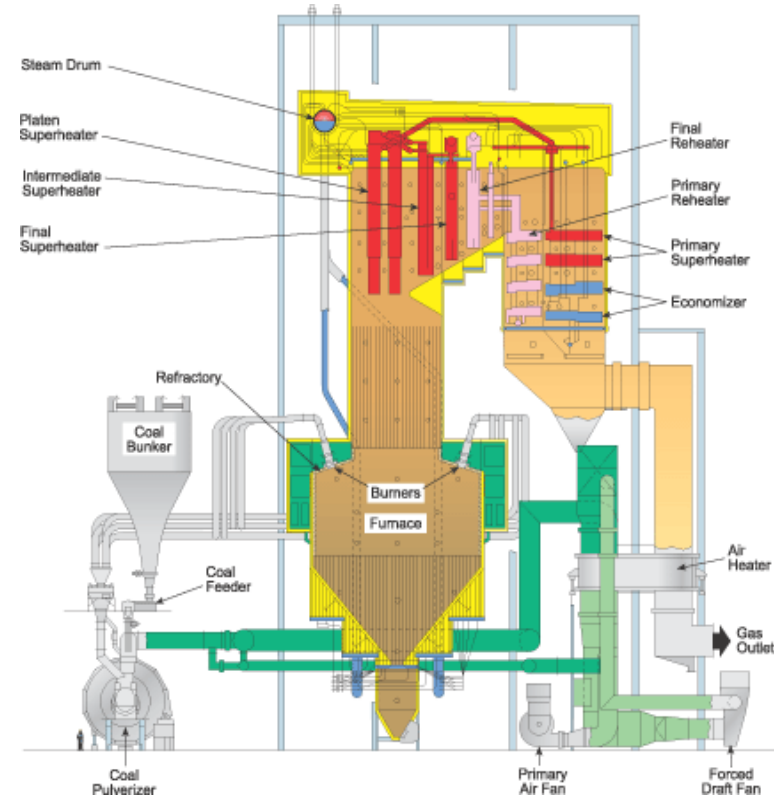 Steam Drum
Platen
Superheater
Intermediate
Superheater
Final
Superheater
Final
Reheater
Primary
Reheater
Primary
Superheater
Economizer
Refractory
Coal
Bunker
Burners
Furnace
Coal
Feeder
Air
Heater
Gas
Outlet
Coal
Pulverizer
Primary
Air Fan
Forced
Draft Fan